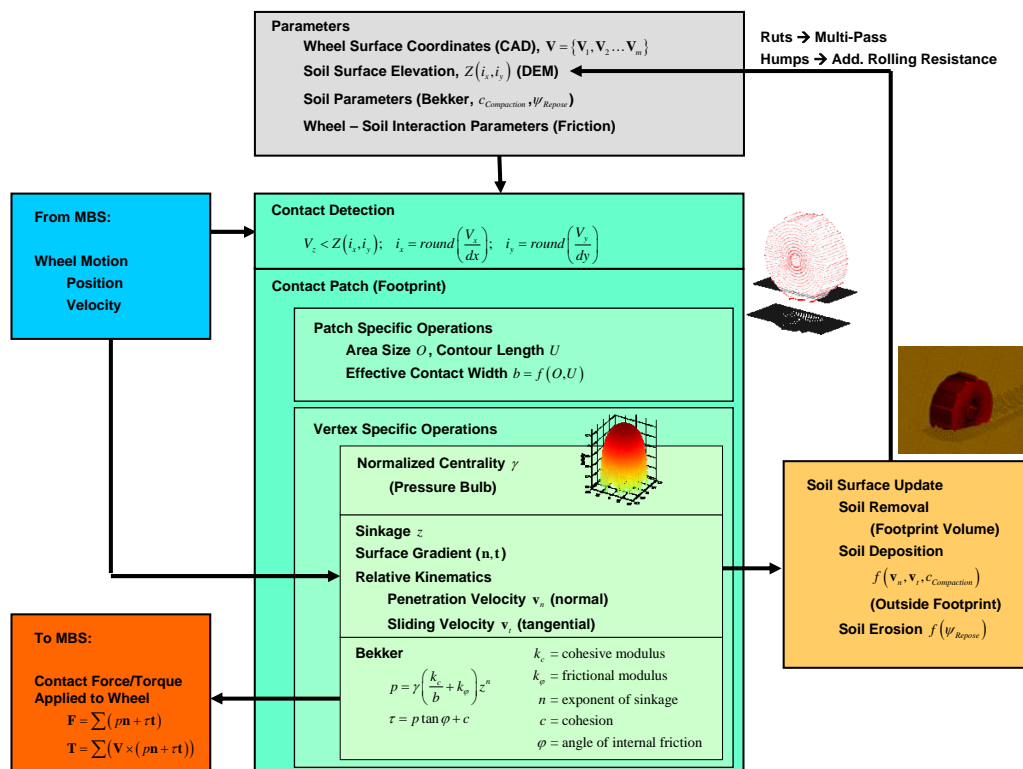 Parameters
Wheel Surface Coordinates (CAD), V = {V₁, V₂ … Vₘ}
Soil Surface Elevation, Z(iₓ, i_y) (DEM)
Soil Parameters (Bekker, c_Compaction, ψ_Repose)
Wheel – Soil Interaction Parameters (Friction)
Ruts → Multi-Pass
Humps → Add. Rolling Resistance
From MBS:
Wheel Motion
Position
Velocity
Contact Detection
V_z < Z(iₓ, i_y); iₓ = round(Vₓ/dx); i_y = round(V_y/dy)
Contact Patch (Footprint)
Patch Specific Operations
Area Size O, Contour Length U
Effective Contact Width b = f(O,U)
Vertex Specific Operations
Normalized Centrality γ
(Pressure Bulb)
Sinkage z
Surface Gradient (n,t)
Relative Kinematics
Penetration Velocity vₙ (normal)
Sliding Velocity vₜ (tangential)
Bekker
p = γ(k_c/b + k_φ) zⁿ
τ = p tan φ + c
k_c = cohesive modulus
k_φ = frictional modulus
n = exponent of sinkage
c = cohesion
φ = angle of internal friction
Soil Surface Update
Soil Removal
(Footprint Volume)
Soil Deposition
f(vₙ, vₜ, c_Compaction)
(Outside Footprint)
Soil Erosion f(ψ_Repose)
To MBS:
Contact Force/Torque
Applied to Wheel
F = ∑(pn + τt)
T = ∑(V × (pn + τt))